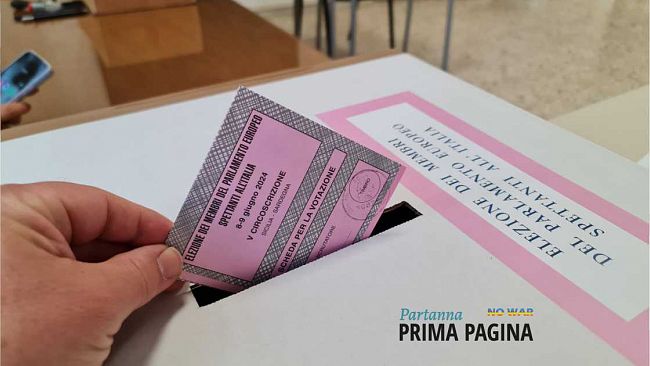 ELEZIONE DEI MEMBRI DEL PARLAMENTO EUROPEO
SPETTANTI ALL'ITALIA
8-9 giugno 2024
V CIRCOSCRIZIONE
SICILIA - SARDEGNA
SCHEDA PER LA VOTAZIONE
ELEZIONE DEI MEMBRI
DEL PARLAMENTO EUROPEO
SPETTANTI ALL'ITALIA
Partanna
NO WAR
PRIMA PAGINA